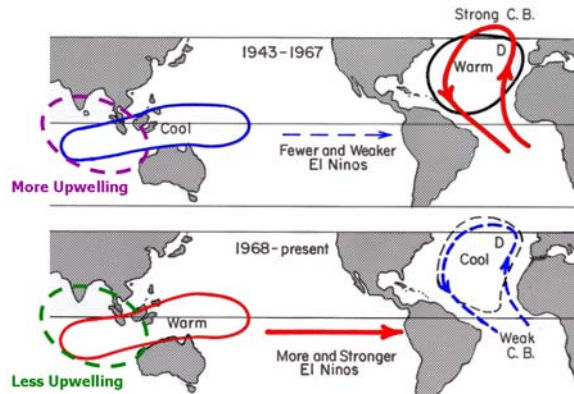 Strong C. B.
1943–1967
D
Warm
Cool
Fewer and Weaker
El Ninos
More Upwelling
1968–present
D
Cool
Warm
Weak
C. B.
More and Stronger
El Ninos
Less Upwelling